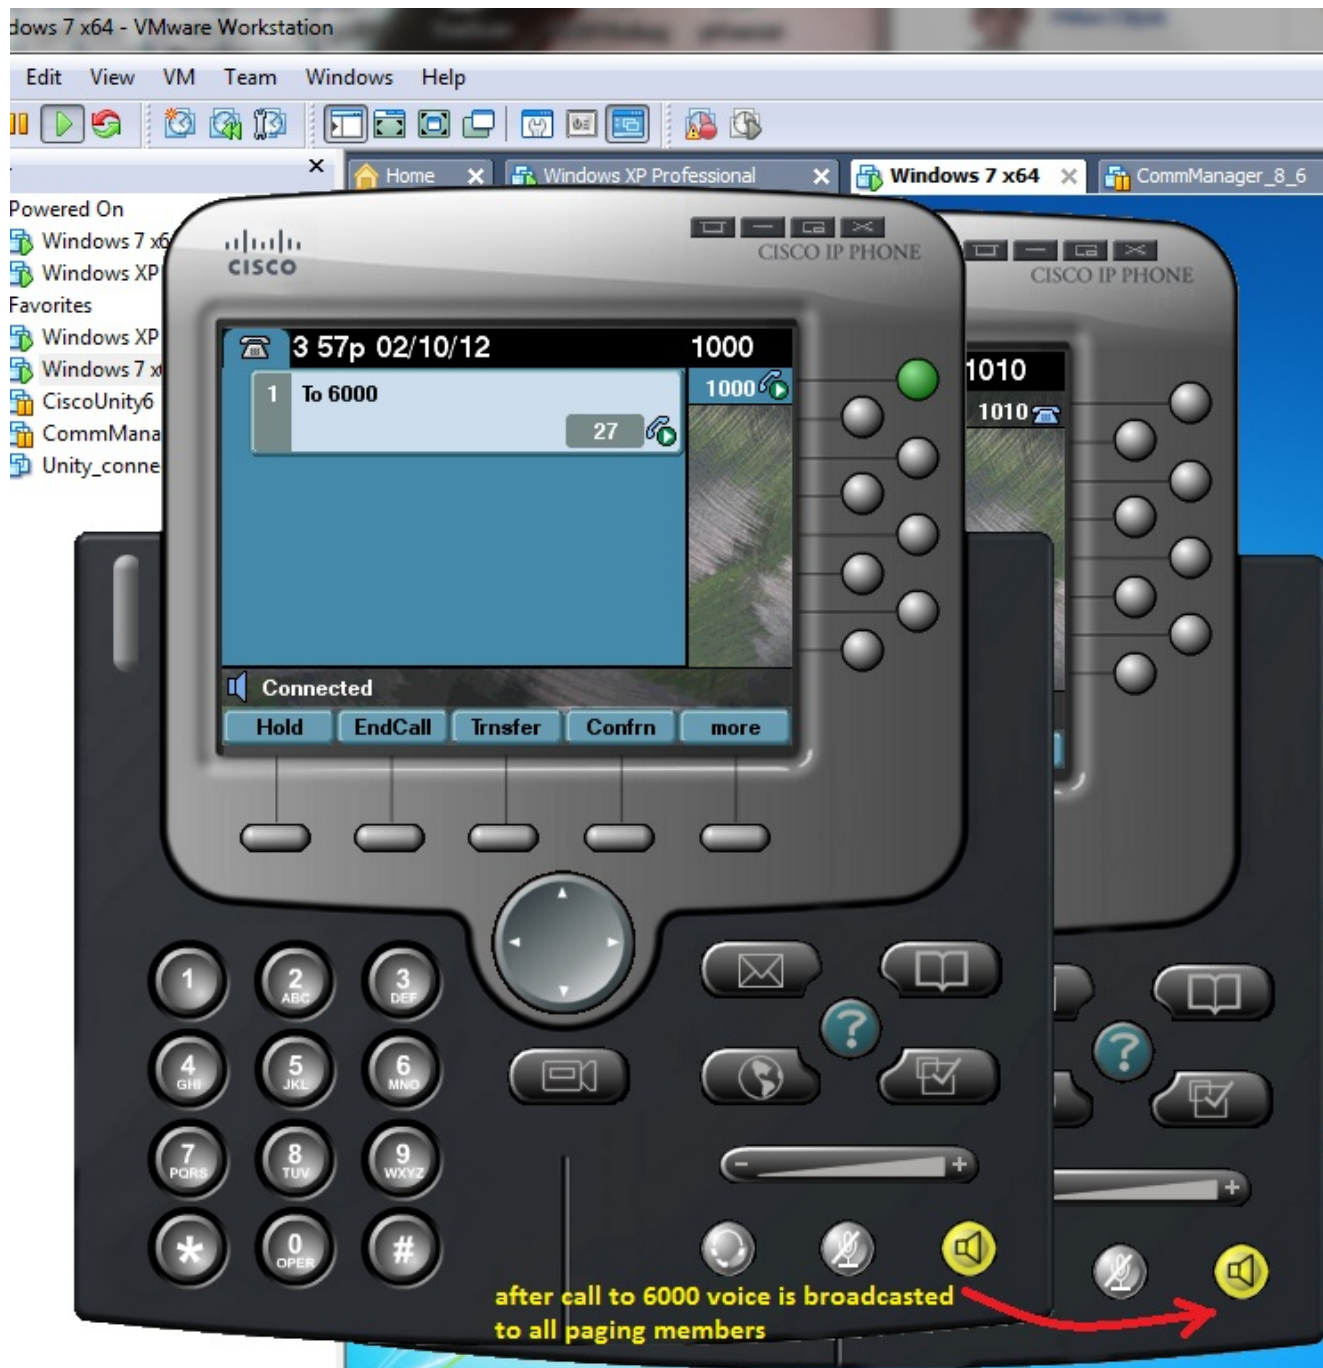 dows 7 x64 - VMware Workstation
Edit View VM Team Windows Help
Home Windows XP Professional Windows 7 x64 CommManager_8_6
Powered On
Windows 7 x6
Windows XP
Favorites
Windows XP
Windows 7 x
CiscoUnity6
CommMana
Unity_conne
CISCO
CISCO IP PHONE
CISCO IP PHONE
3 57p 02/10/12 1000
1000
1 To 6000
27
Connected
Hold EndCall Trnsfer Confrn more
1010
1010
1
2 ABC
3 DEF
4 GHI
5 JKL
6 MNO
7 PQRS
8 TUV
9 WXYZ
*
0 OPER
#
?
?
- +
+
after call to 6000 voice is broadcasted
to all paging members